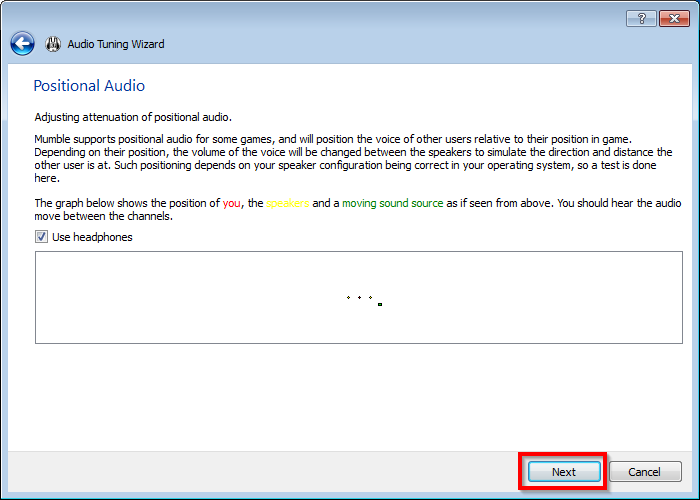 Audio Tuning Wizard
Positional Audio
Adjusting attenuation of positional audio.
Mumble supports positional audio for some games, and will position the voice of other users relative to their position in game.
Depending on their position, the volume of the voice will be changed between the speakers to simulate the direction and distance the
other user is at. Such positioning depends on your speaker configuration being correct in your operating system, so a test is done
here.
The graph below shows the position of you, the speakers and a moving sound source as if seen from above. You should hear the audio
move between the channels.
Use headphones
Next
Cancel